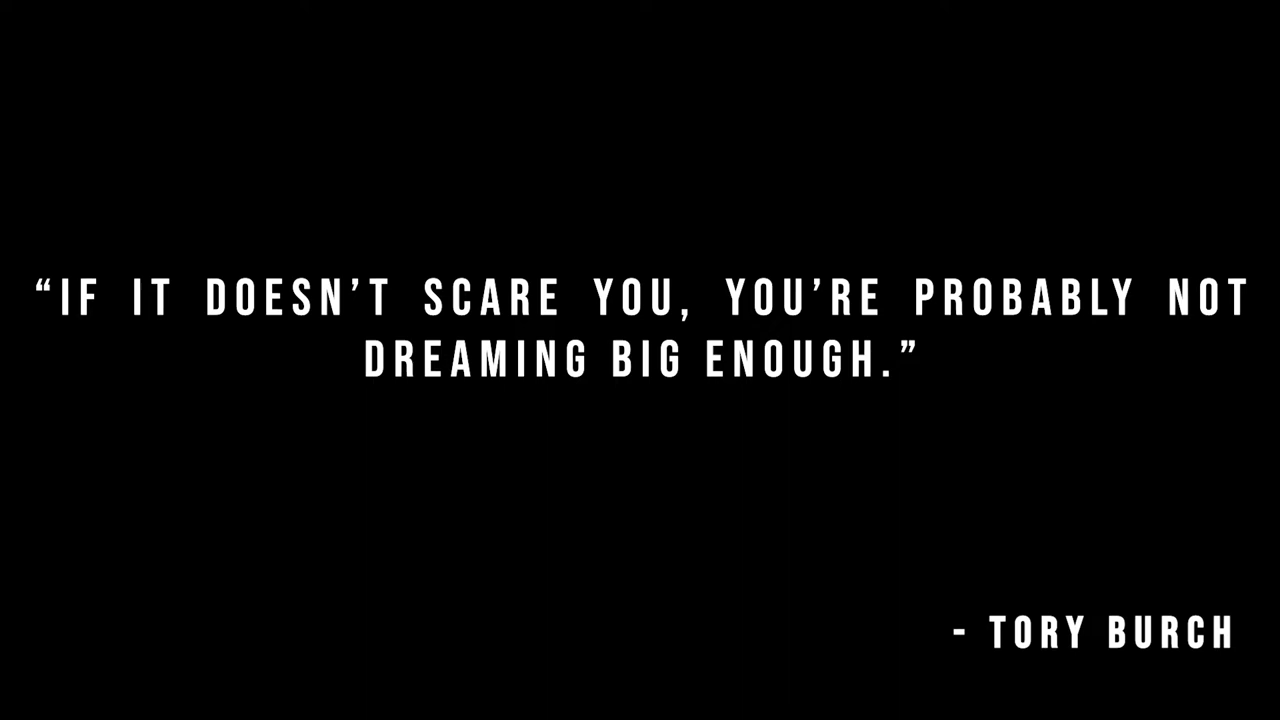 “IF IT DOESN’T SCARE YOU, YOU’RE PROBABLY NOT
DREAMING BIG ENOUGH.”
- TORY BURCH